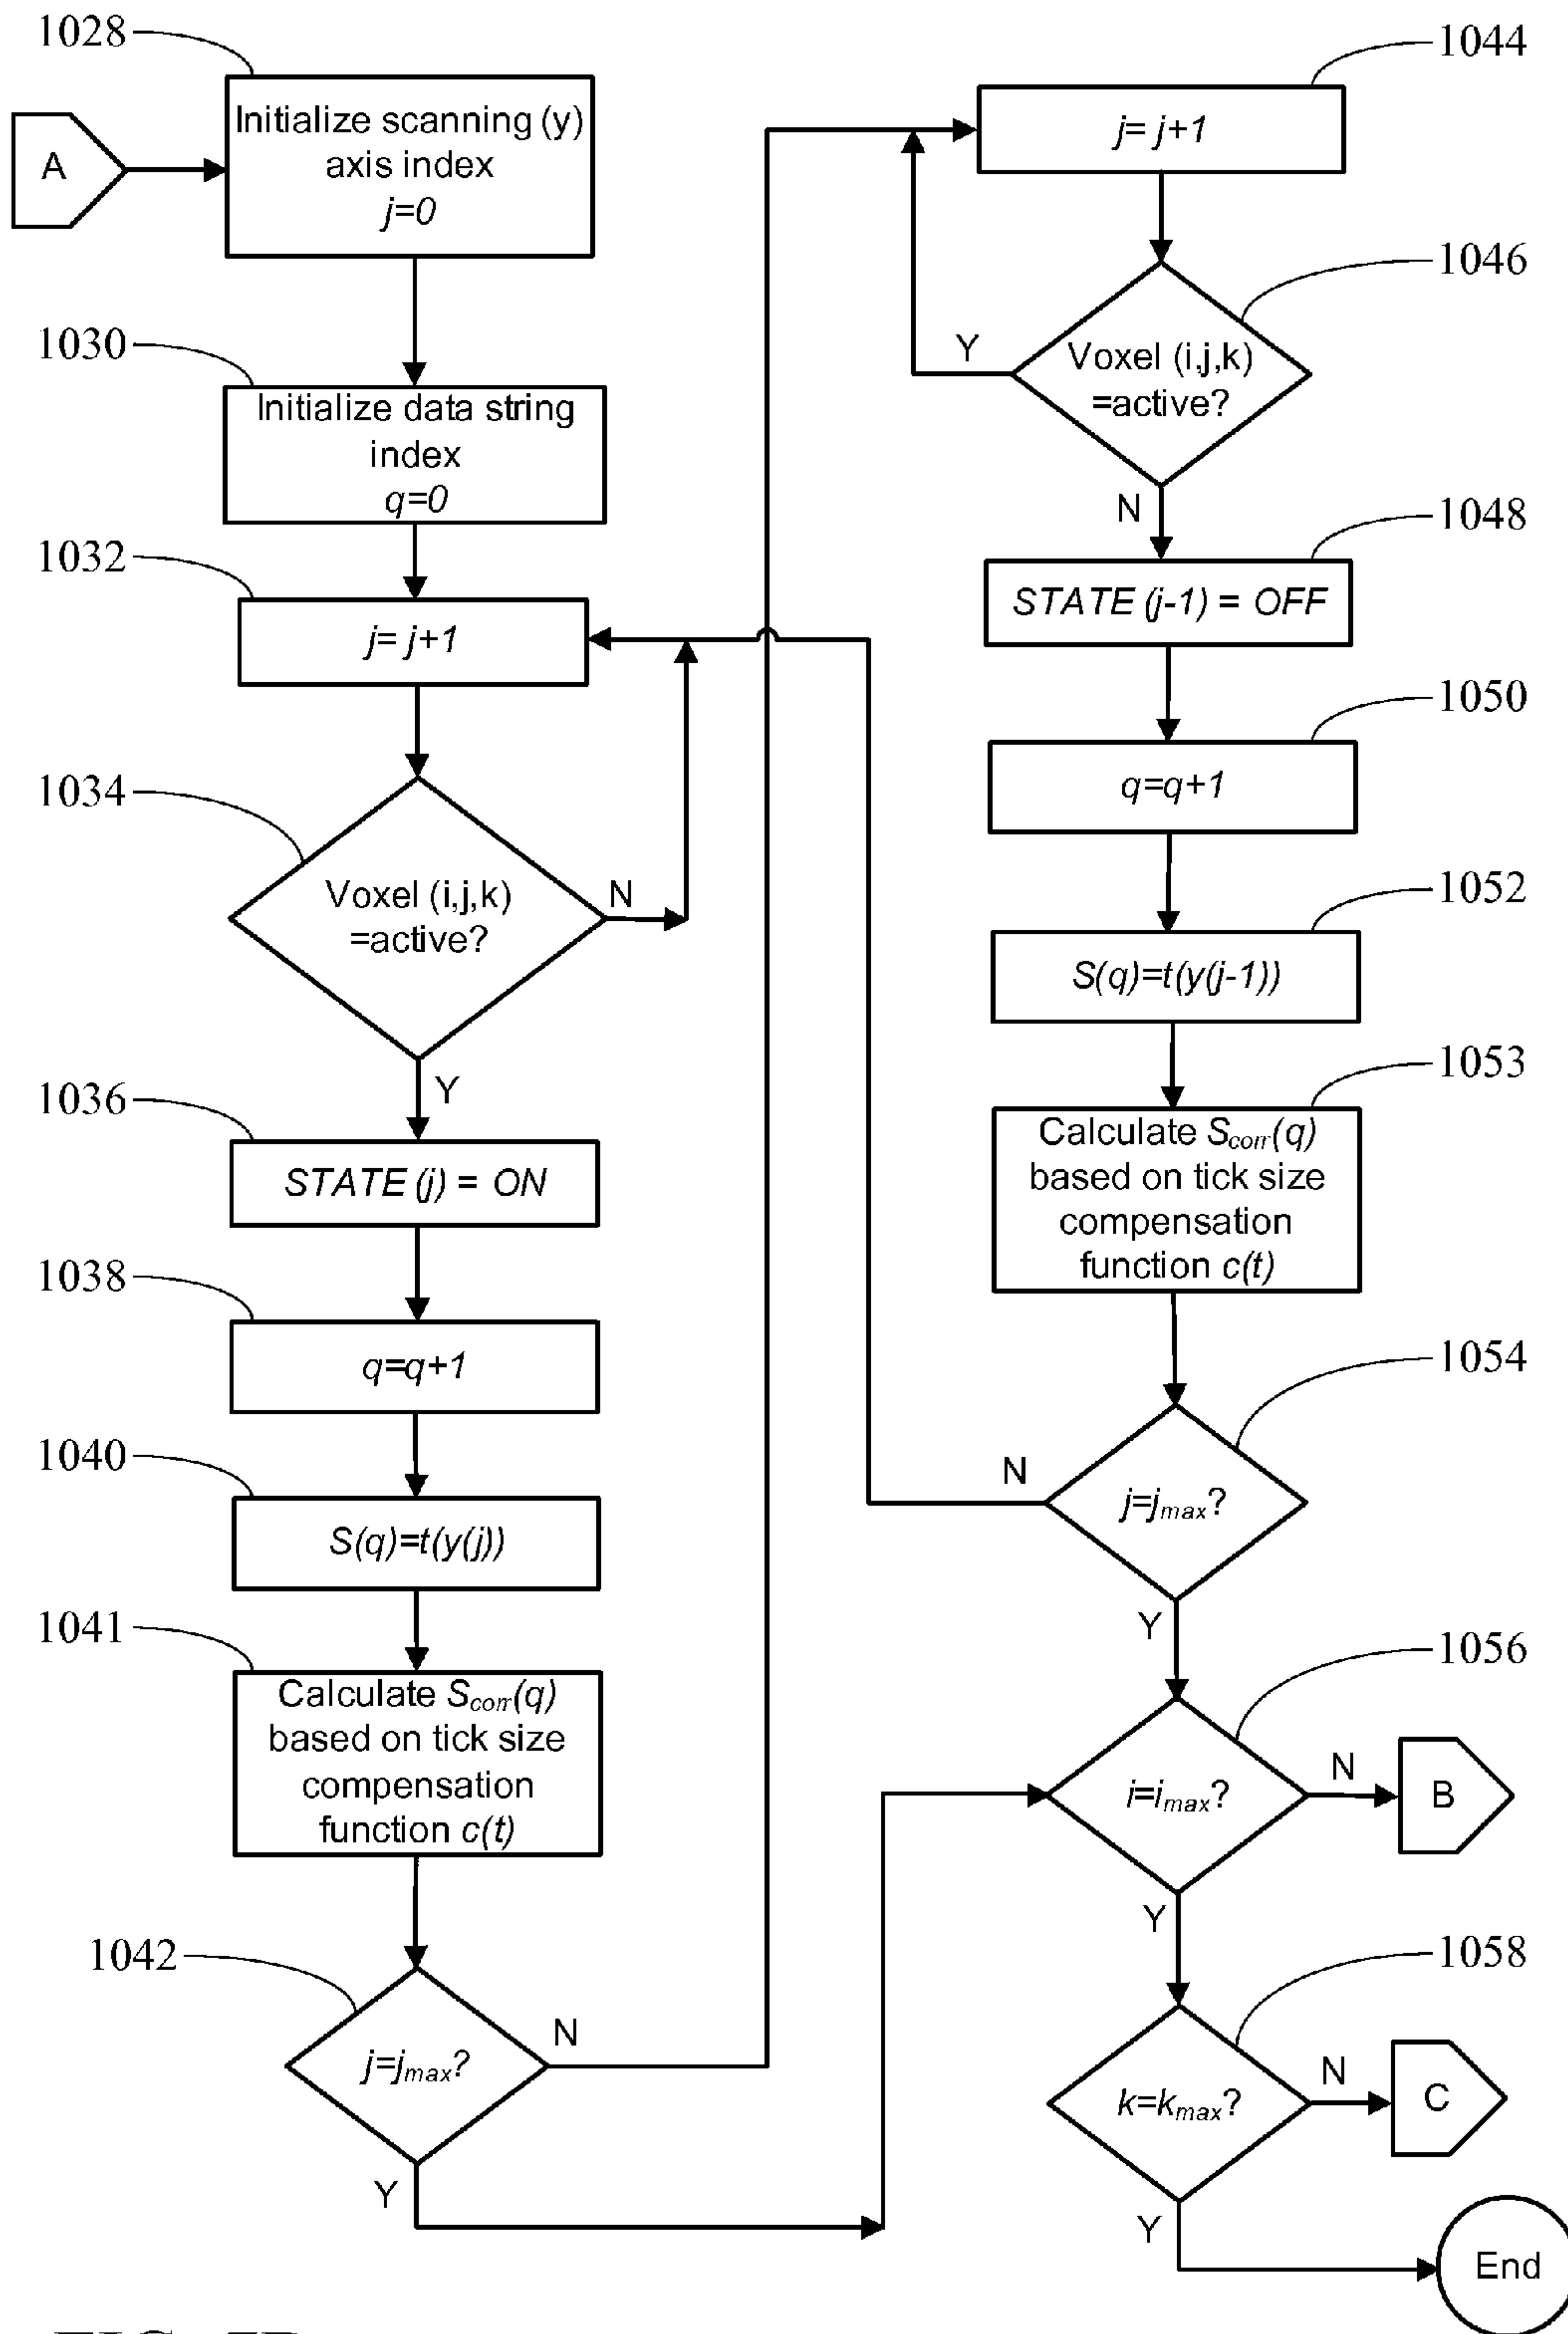 1028
A
Initialize scanning (y)
axis index
j=0
1030
Initialize data string
index
q=0
1032
j= j+1
1034
Voxel (i,j,k)
=active?
N
Y
1036
STATE (j) = ON
1038
q=q+1
1040
S(q)=t(y(j))
1041
Calculate Scorr(q)
based on tick size
compensation
function c(t)
1042
j=jmax?
N
Y
1044
j= j+1
1046
Voxel (i,j,k)
=active?
Y
N
1048
STATE (j-1) = OFF
1050
q=q+1
1052
S(q)=t(y(j-1))
1053
Calculate Scorr(q)
based on tick size
compensation
function c(t)
1054
j=jmax?
N
Y
1056
i=imax?
N
B
Y
1058
k=kmax?
N
C
Y
End